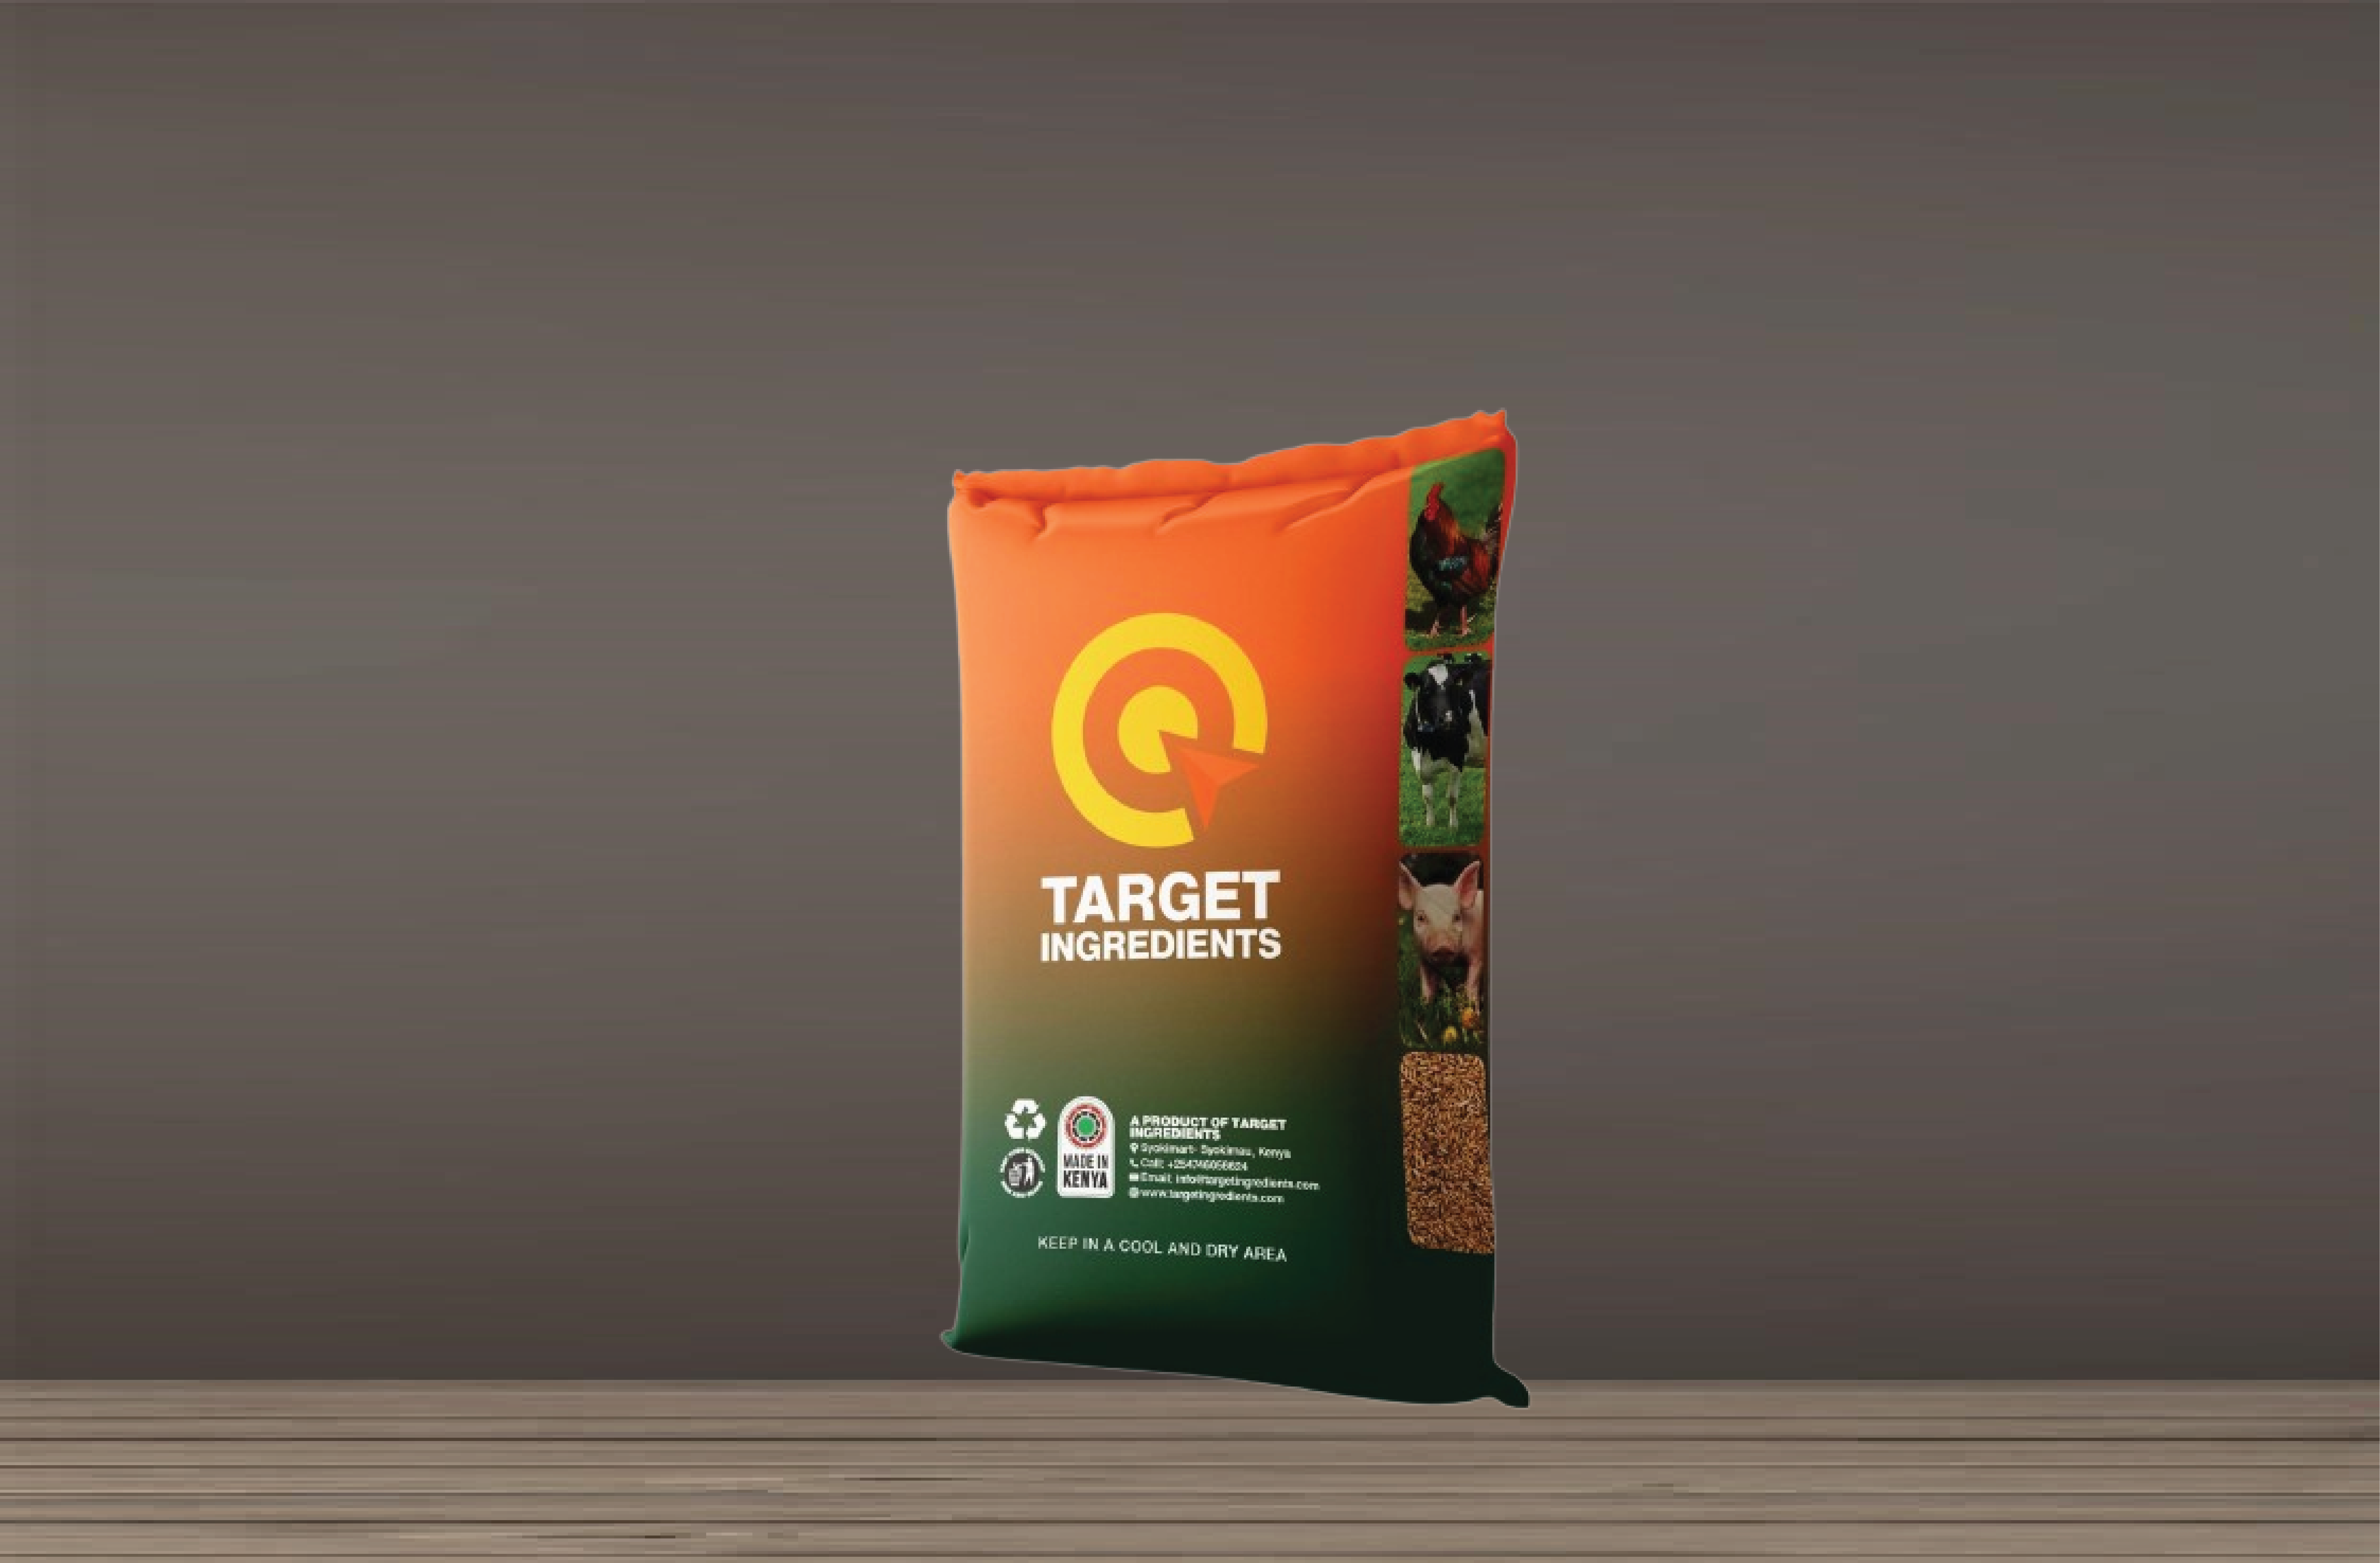 TARGET
INGREDIENTS
MADE IN
KENYA
A PRODUCT OF TARGET
INGREDIENTS
Syokimart- Syokimau, Kenya
Call:
Email: info@targetingredients.com
www.targetingredients.com
KEEP IN A COOL AND DRY AREA